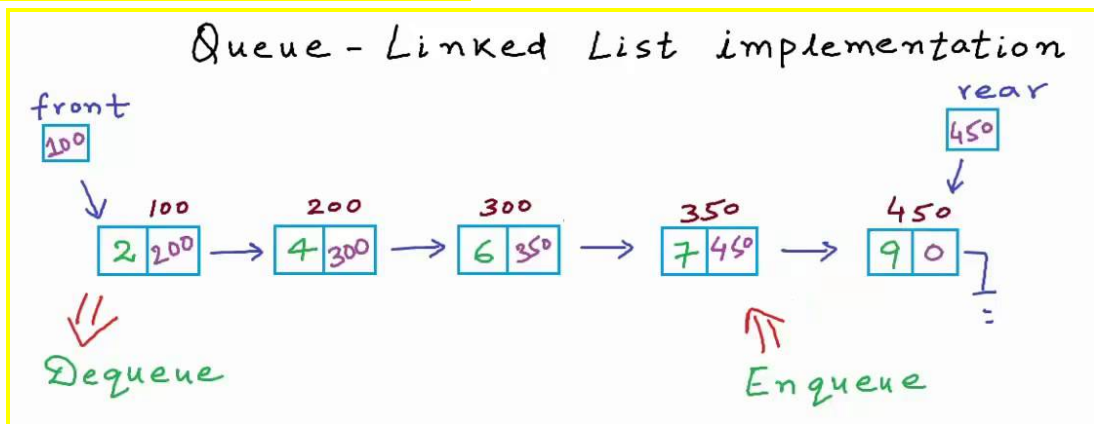 Queue - Linked List implementation
front
rear
100
450
100 200 300 350 450
2 200 4 300 6 350 7 450 9 0
Dequeue
Enqueue